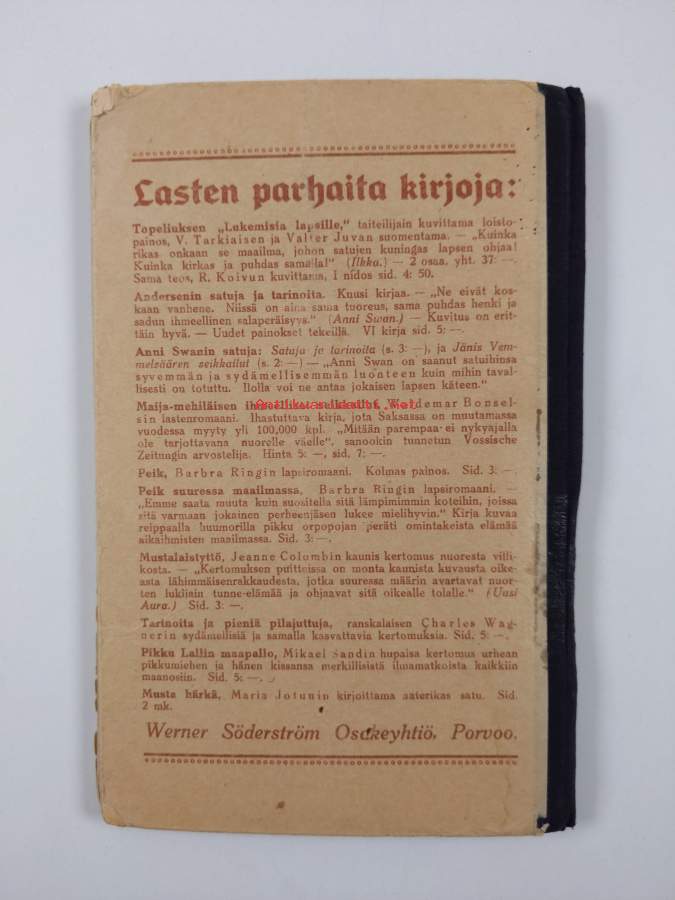 Lasten parhaita kirjoja:
Topeliuksen „Lukemisia lapsille," taiteilijain kuvittama loisto-
painos, V. Tarkiaisen ja Valter Juvan suomentama. — „Kuinka
rikas onkaan se maailma, johon satujen kuningas lapsen ohjaa!
Kuinka kirkas ja puhdas samalla!" (Ilkka.) — 2 osaa. yht. 37: —.
Sama teos, R. Koivun kuvittama, I nidos sid. 4: 50.
Andersenin satuja ja tarinoita. Kuusi kirjaa. — „Ne eivät kos-
kaan vanhene. Niissä on aina sama tuoreus, sama puhdas henki ja
sadun ihmeellinen salaperäisyys." (Anni Swan.) — Kuvitus on erit-
täin hyvä. — Uudet painokset tekeillä. VI kirja sid. 5: —.
Anni Swanin satuja: Satuja ja tarinoita (s. 3: —), ja Jänis Vem-
melsäären seikkailut (s. 2: —) — „Anni Swan on saanut satuihinsa
syvemmän ja sydämellisemmän luonteen kuin mihin taval-
lisesti on totuttu. Ilolla voi ne antaa jokaisen lapsen käteen."
Maija-mehiläisen seikkailut, Waldemar Bonsel-
sin lastenromaani. Ihastuttava kirja, jota Saksassa on muutamassa
vuodessa myyty yli 100,000 kpl. „Mitään parempaa ei nykyajalla
ole tarjottavana nuorelle väelle", sanookin tunnetun Vossische
Zeitungin arvostelija. Hinta 5: —, sid. 7: —.
Peik, Barbra Ringin lapsiromaani. Kolmas painos. Sid. 3: —.
Peik suuressa maailmassa, Barbra Ringin lapsiromaani. —
„Emme saata muuta kuin suositella sitä lämpimimmin koteihin, joissa
sitä varmaan jokainen perheenjäsen lukee mielihyvin." Kirja kuvaa
reippaalla huumorilla pikku orpopojan peräti omintakeista elämää
aikaihmisten maailmassa. Sid. 3: —.
Mustalaistyttö, Jeanne Colombin kaunis kertomus nuoresta villi-
kosta. — „Kertomuksen puitteissa on monta kaunista kuvausta oike-
asta lähimmäisenrakkaudesta, jotka suuressa määrin avartavat nuor-
ten lukijain tunne-elämää ja ohjaavat sitä oikealle tolalle." (Uusi
Aura.) Sid. 3: —.
Tarinoita ja pieniä pilajuttuja, ranskalaisen Charles Wag-
nerin sydämellisiä ja samalla kasvattavia kertomuksia. Sid. 5: —.
Pikku Lallin maapallo, Mikael Sandin hupaisa kertomus urhean
pikkumiehen ja hänen kissansa merkillisistä ilmamatkoista kaikkiin
maanosiin. Sid. 5: —.
Musta härkä, Maria Jotunin kirjoittama aaterikas satu. Sid.
2 mk.
Werner Söderström Osakeyhtiö, Porvoo.